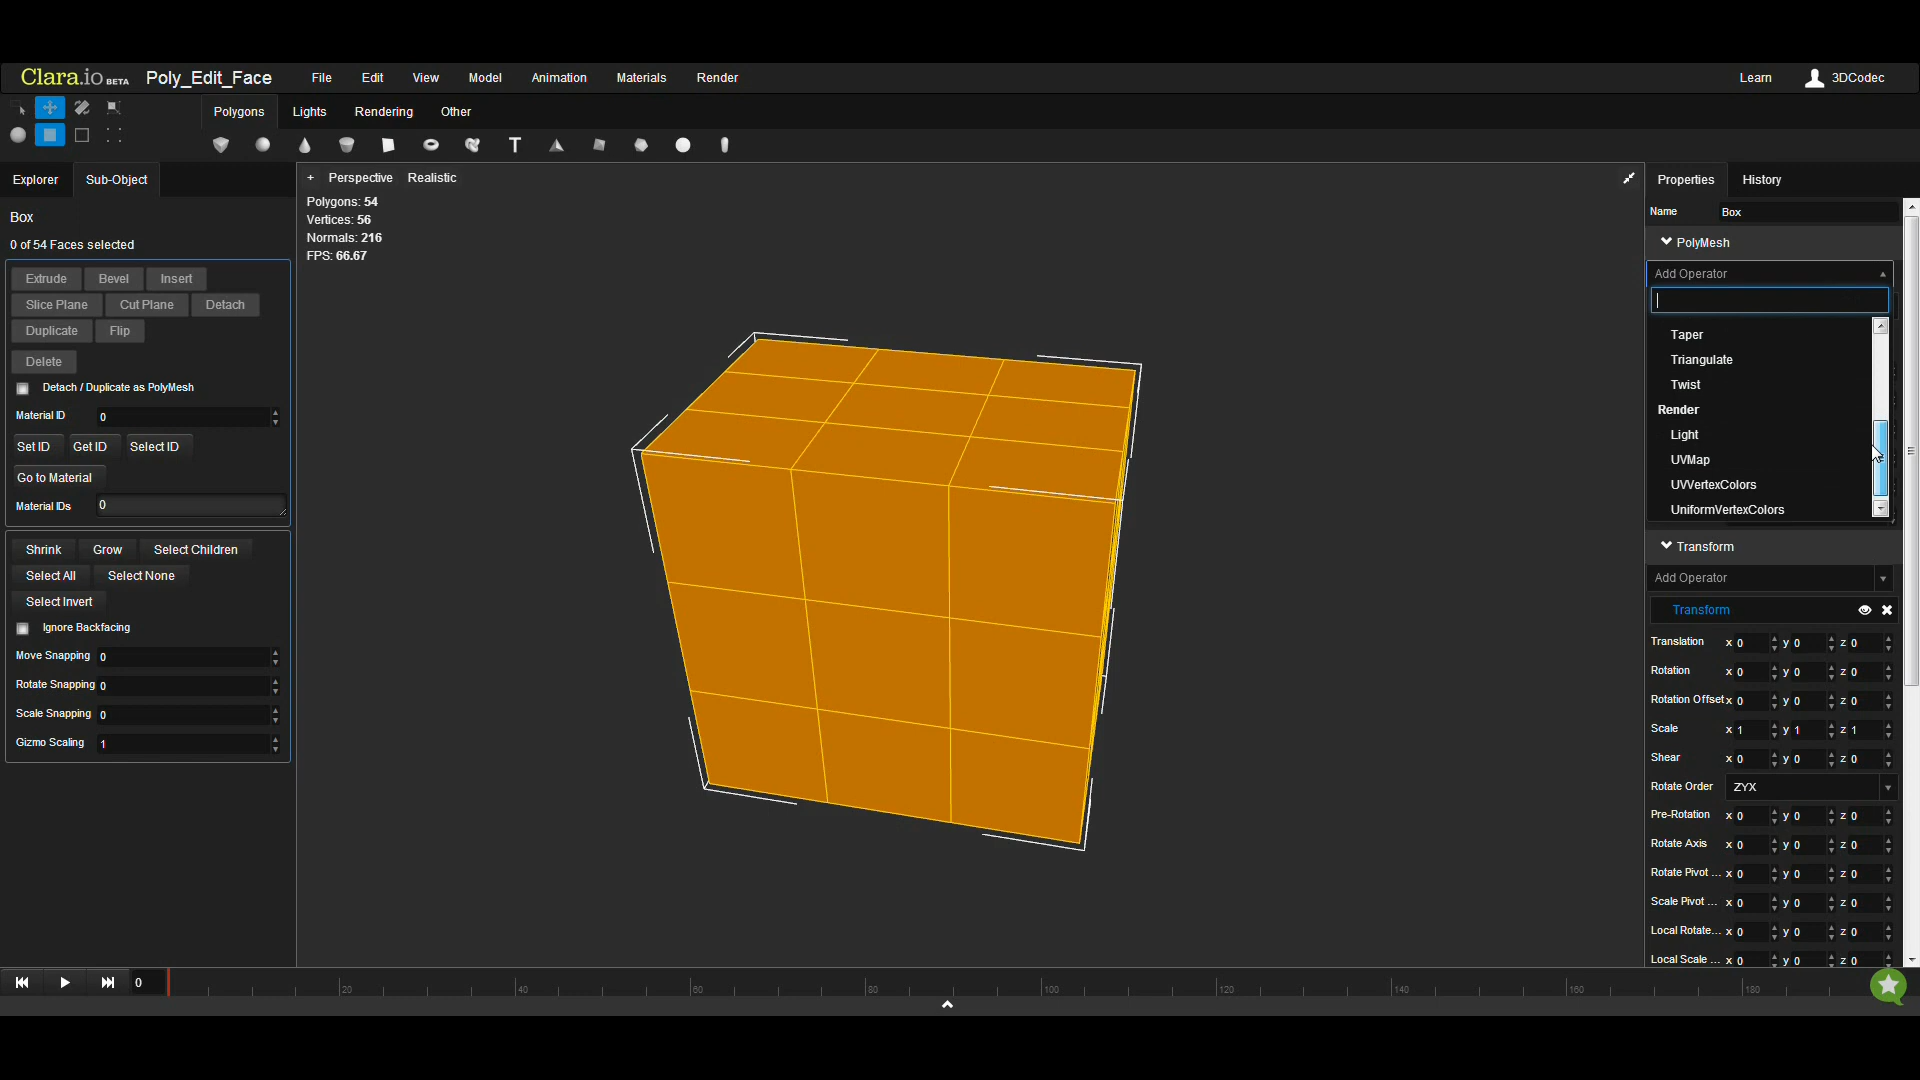 Clara.io BETA Poly_Edit_Face File Edit View Model Animation Materials Render Learn 3DCodec
Polygons Lights Rendering Other
Explorer Sub-Object
Box
0 of 54 Faces selected
Extrude Bevel Insert
Slice Plane Cut Plane Detach
Duplicate Flip
Delete
Detach / Duplicate as PolyMesh
Material ID 0
Set ID Get ID Select ID
Go to Material
Material IDs 0
Shrink Grow Select Children
Select All Select None
Select Invert
Ignore Backfacing
Move Snapping 0
Rotate Snapping 0
Scale Snapping 0
Gizmo Scaling 1
+ Perspective Realistic
Polygons: 54
Vertices: 56
Normals: 216
FPS: 66.67
Properties History
Name Box
PolyMesh
Add Operator
Taper
Triangulate
Twist
Render
Light
UVMap
UVVertexColors
UniformVertexColors
Transform
Add Operator
Transform
Translation x 0 y 0 z 0
Rotation x 0 y 0 z 0
Rotation Offset x 0 y 0 z 0
Scale x 1 y 1 z 1
Shear x 0 y 0 z 0
Rotate Order ZYX
Pre-Rotation x 0 y 0 z 0
Rotate Axis x 0 y 0 z 0
Rotate Pivot ... x 0 y 0 z 0
Scale Pivot ... x 0 y 0 z 0
Local Rotate... x 0 y 0 z 0
Local Scale ... x 0 y 0 z 0
0 20 40 60 80 100 120 140 160 180